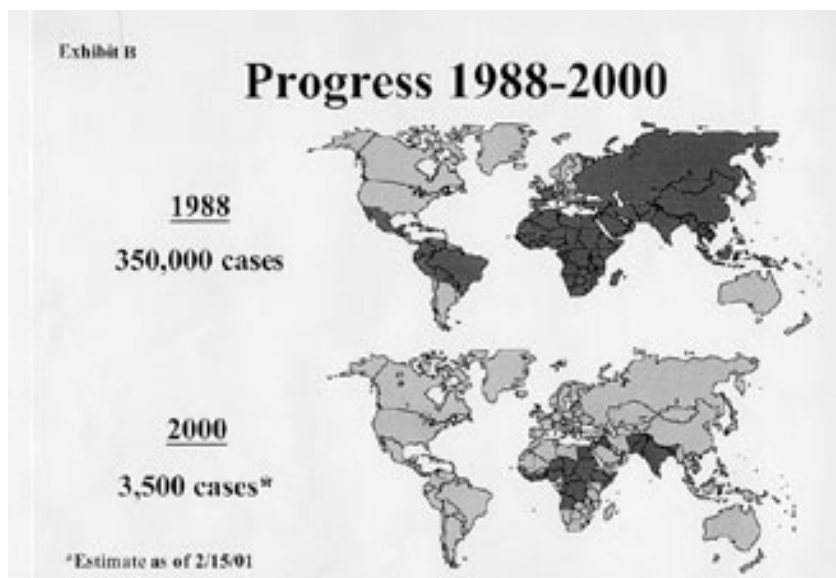 Exhibit B
Progress 1988-2000
1988
350,000 cases
2000
3,500 cases*
*Estimate as of 2/15/01